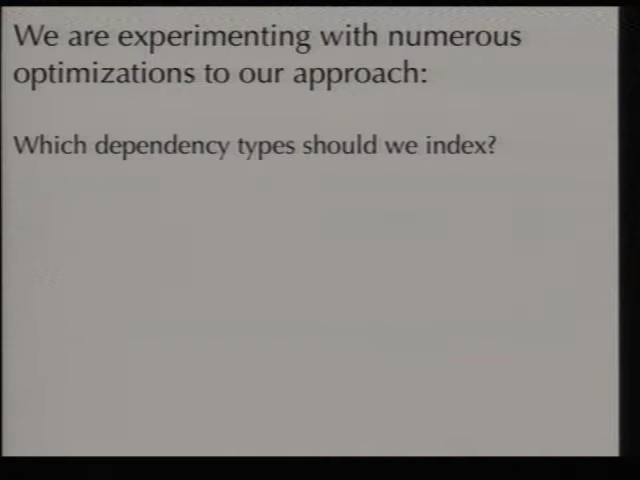 We are experimenting with numerous
optimizations to our approach:
Which dependency types should we index?